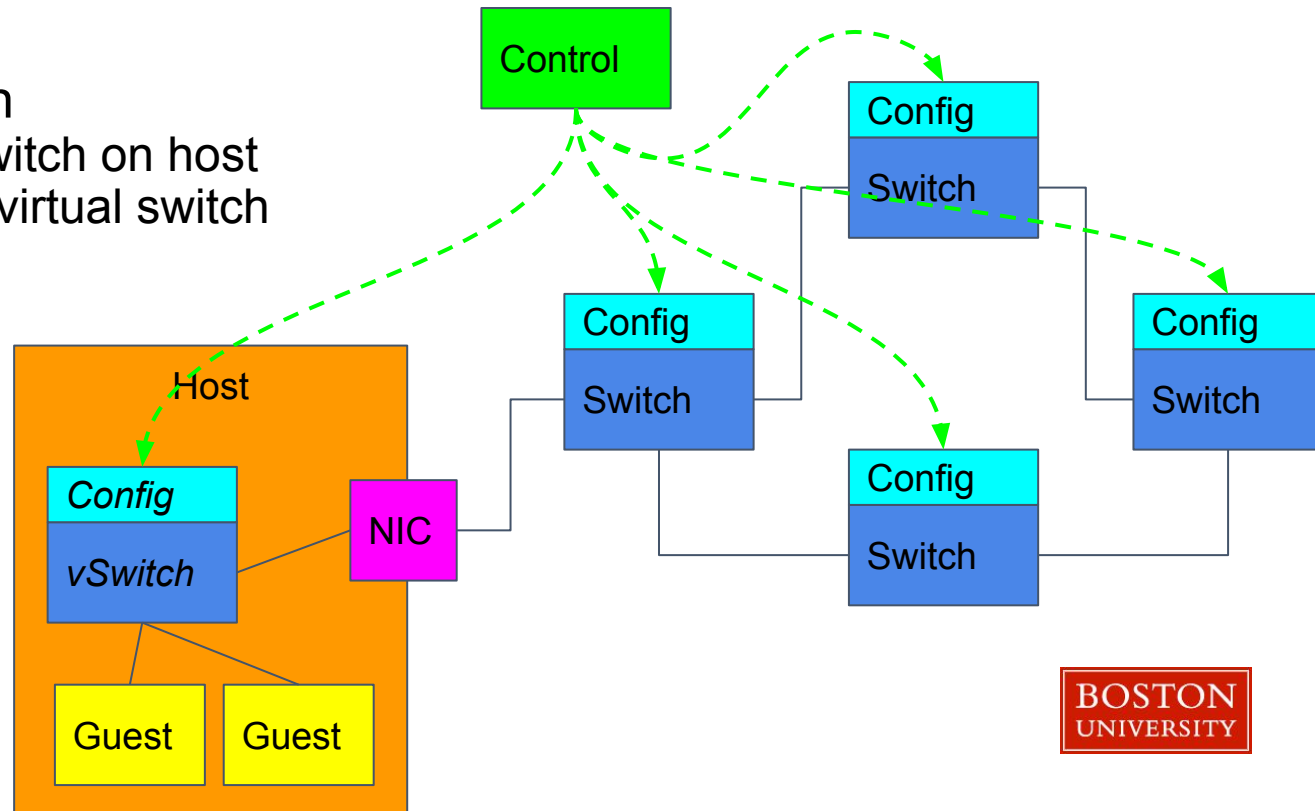 Control
n
witch on host
virtual switch
Config
Switch
Config
Switch
Config
Switch
Config
Switch
Host
Config
vSwitch
NIC
Guest
Guest
BOSTON
UNIVERSITY